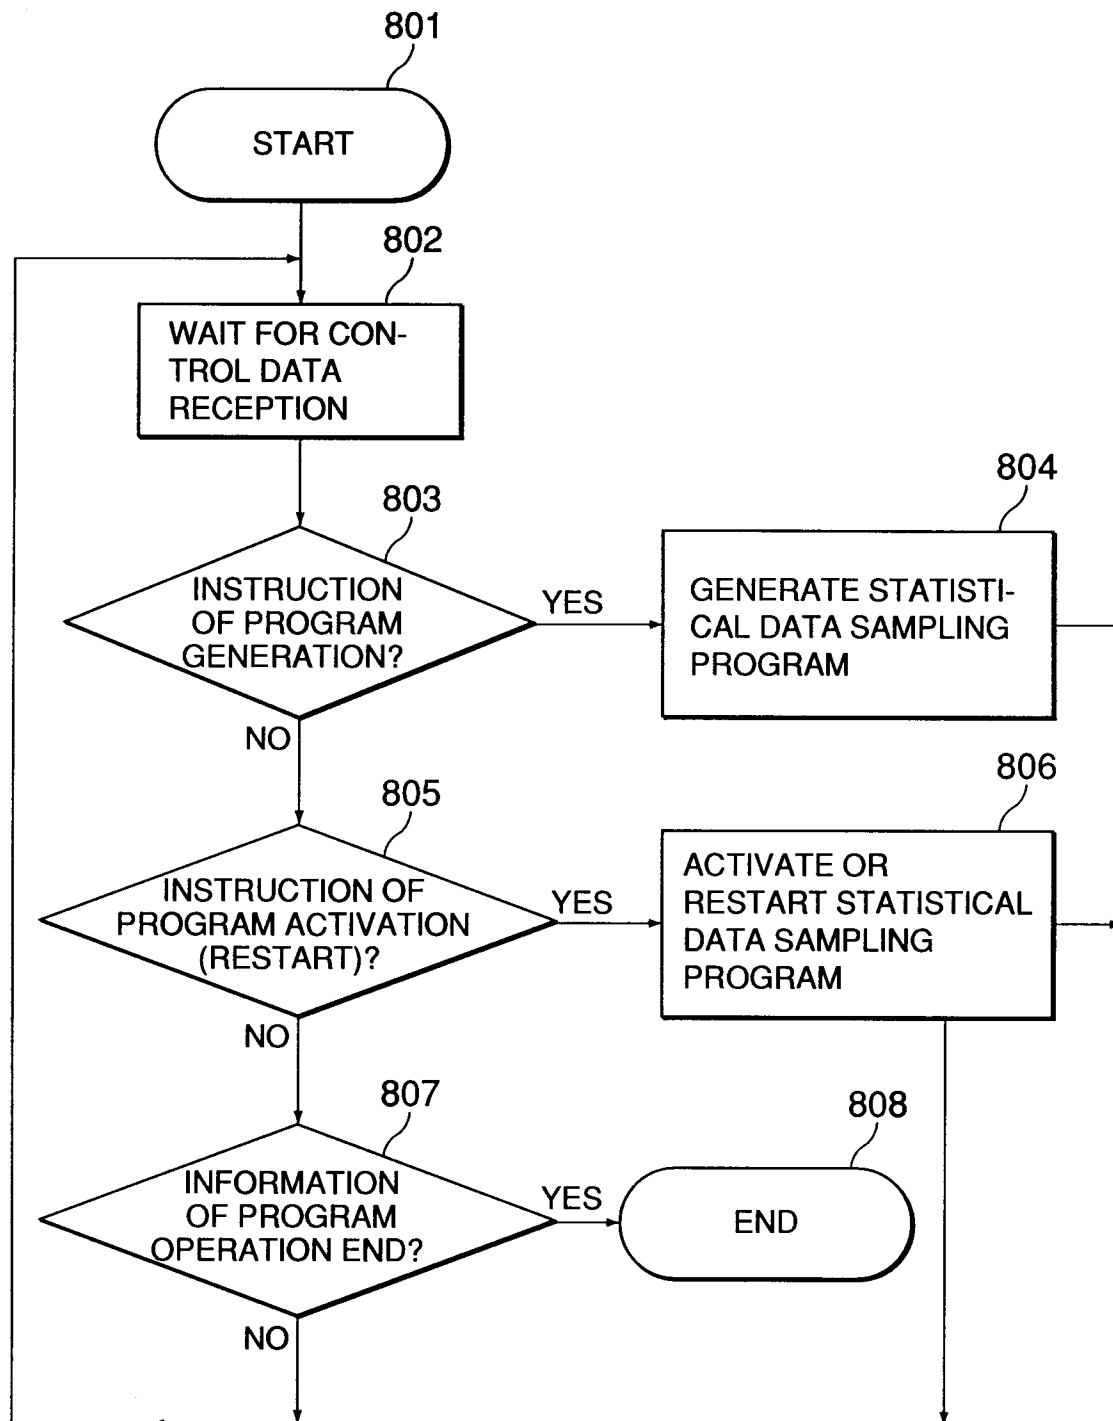 801
START
802
WAIT FOR CON-
TROL DATA
RECEPTION
803
INSTRUCTION
OF PROGRAM
GENERATION?
YES
804
GENERATE STATISTI-
CAL DATA SAMPLING
PROGRAM
NO
805
INSTRUCTION OF
PROGRAM ACTIVATION
(RESTART)?
YES
806
ACTIVATE OR
RESTART STATISTICAL
DATA SAMPLING
PROGRAM
NO
807
INFORMATION
OF PROGRAM
OPERATION END?
YES
808
END
NO